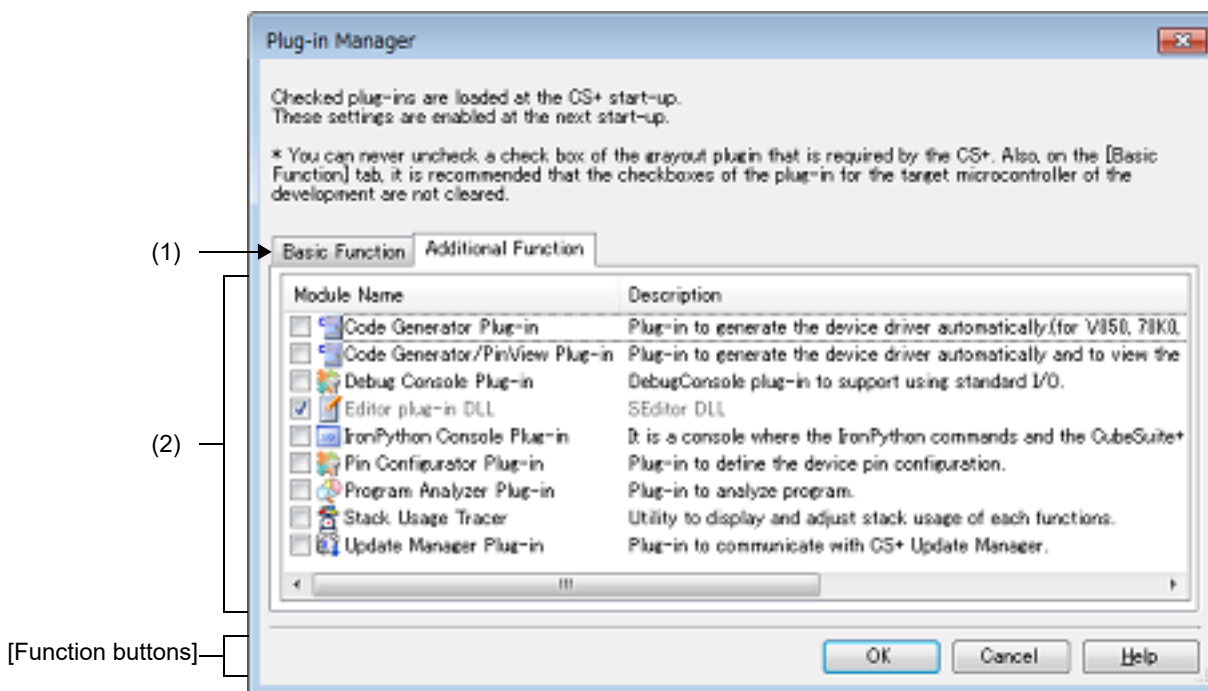 Plug-in Manager
Checked plug-ins are loaded at the CS+ start-up.
These settings are enabled at the next start-up.
* You can never uncheck a check box of the grayout plugin that is required by the CS+. Also, on the [Basic
Function] tab, it is recommended that the checkboxes of the plug-in for the target microcontroller of the
development are not cleared.
(1)
Basic Function Additional Function
Module Name Description
Code Generator Plug-in Plug-in to generate the device driver automatically.(for V850, 78K0,
Code Generator/PinView Plug-in Plug-in to generate the device driver automatically and to view the
Debug Console Plug-in DebugConsole plug-in to support using standard I/O.
Editor plug-in DLL SEditor DLL
(2)
IronPython Console Plug-in It is a console where the IronPython commands and the CubeSuite+
Pin Configurator Plug-in Plug-in to define the device pin configuration.
Program Analyzer Plug-in Plug-in to analyze program.
Stack Usage Tracer Utility to display and adjust stack usage of each functions.
Update Manager Plug-in Plug-in to communicate with CS+ Update Manager.
[Function buttons]
OK Cancel Help